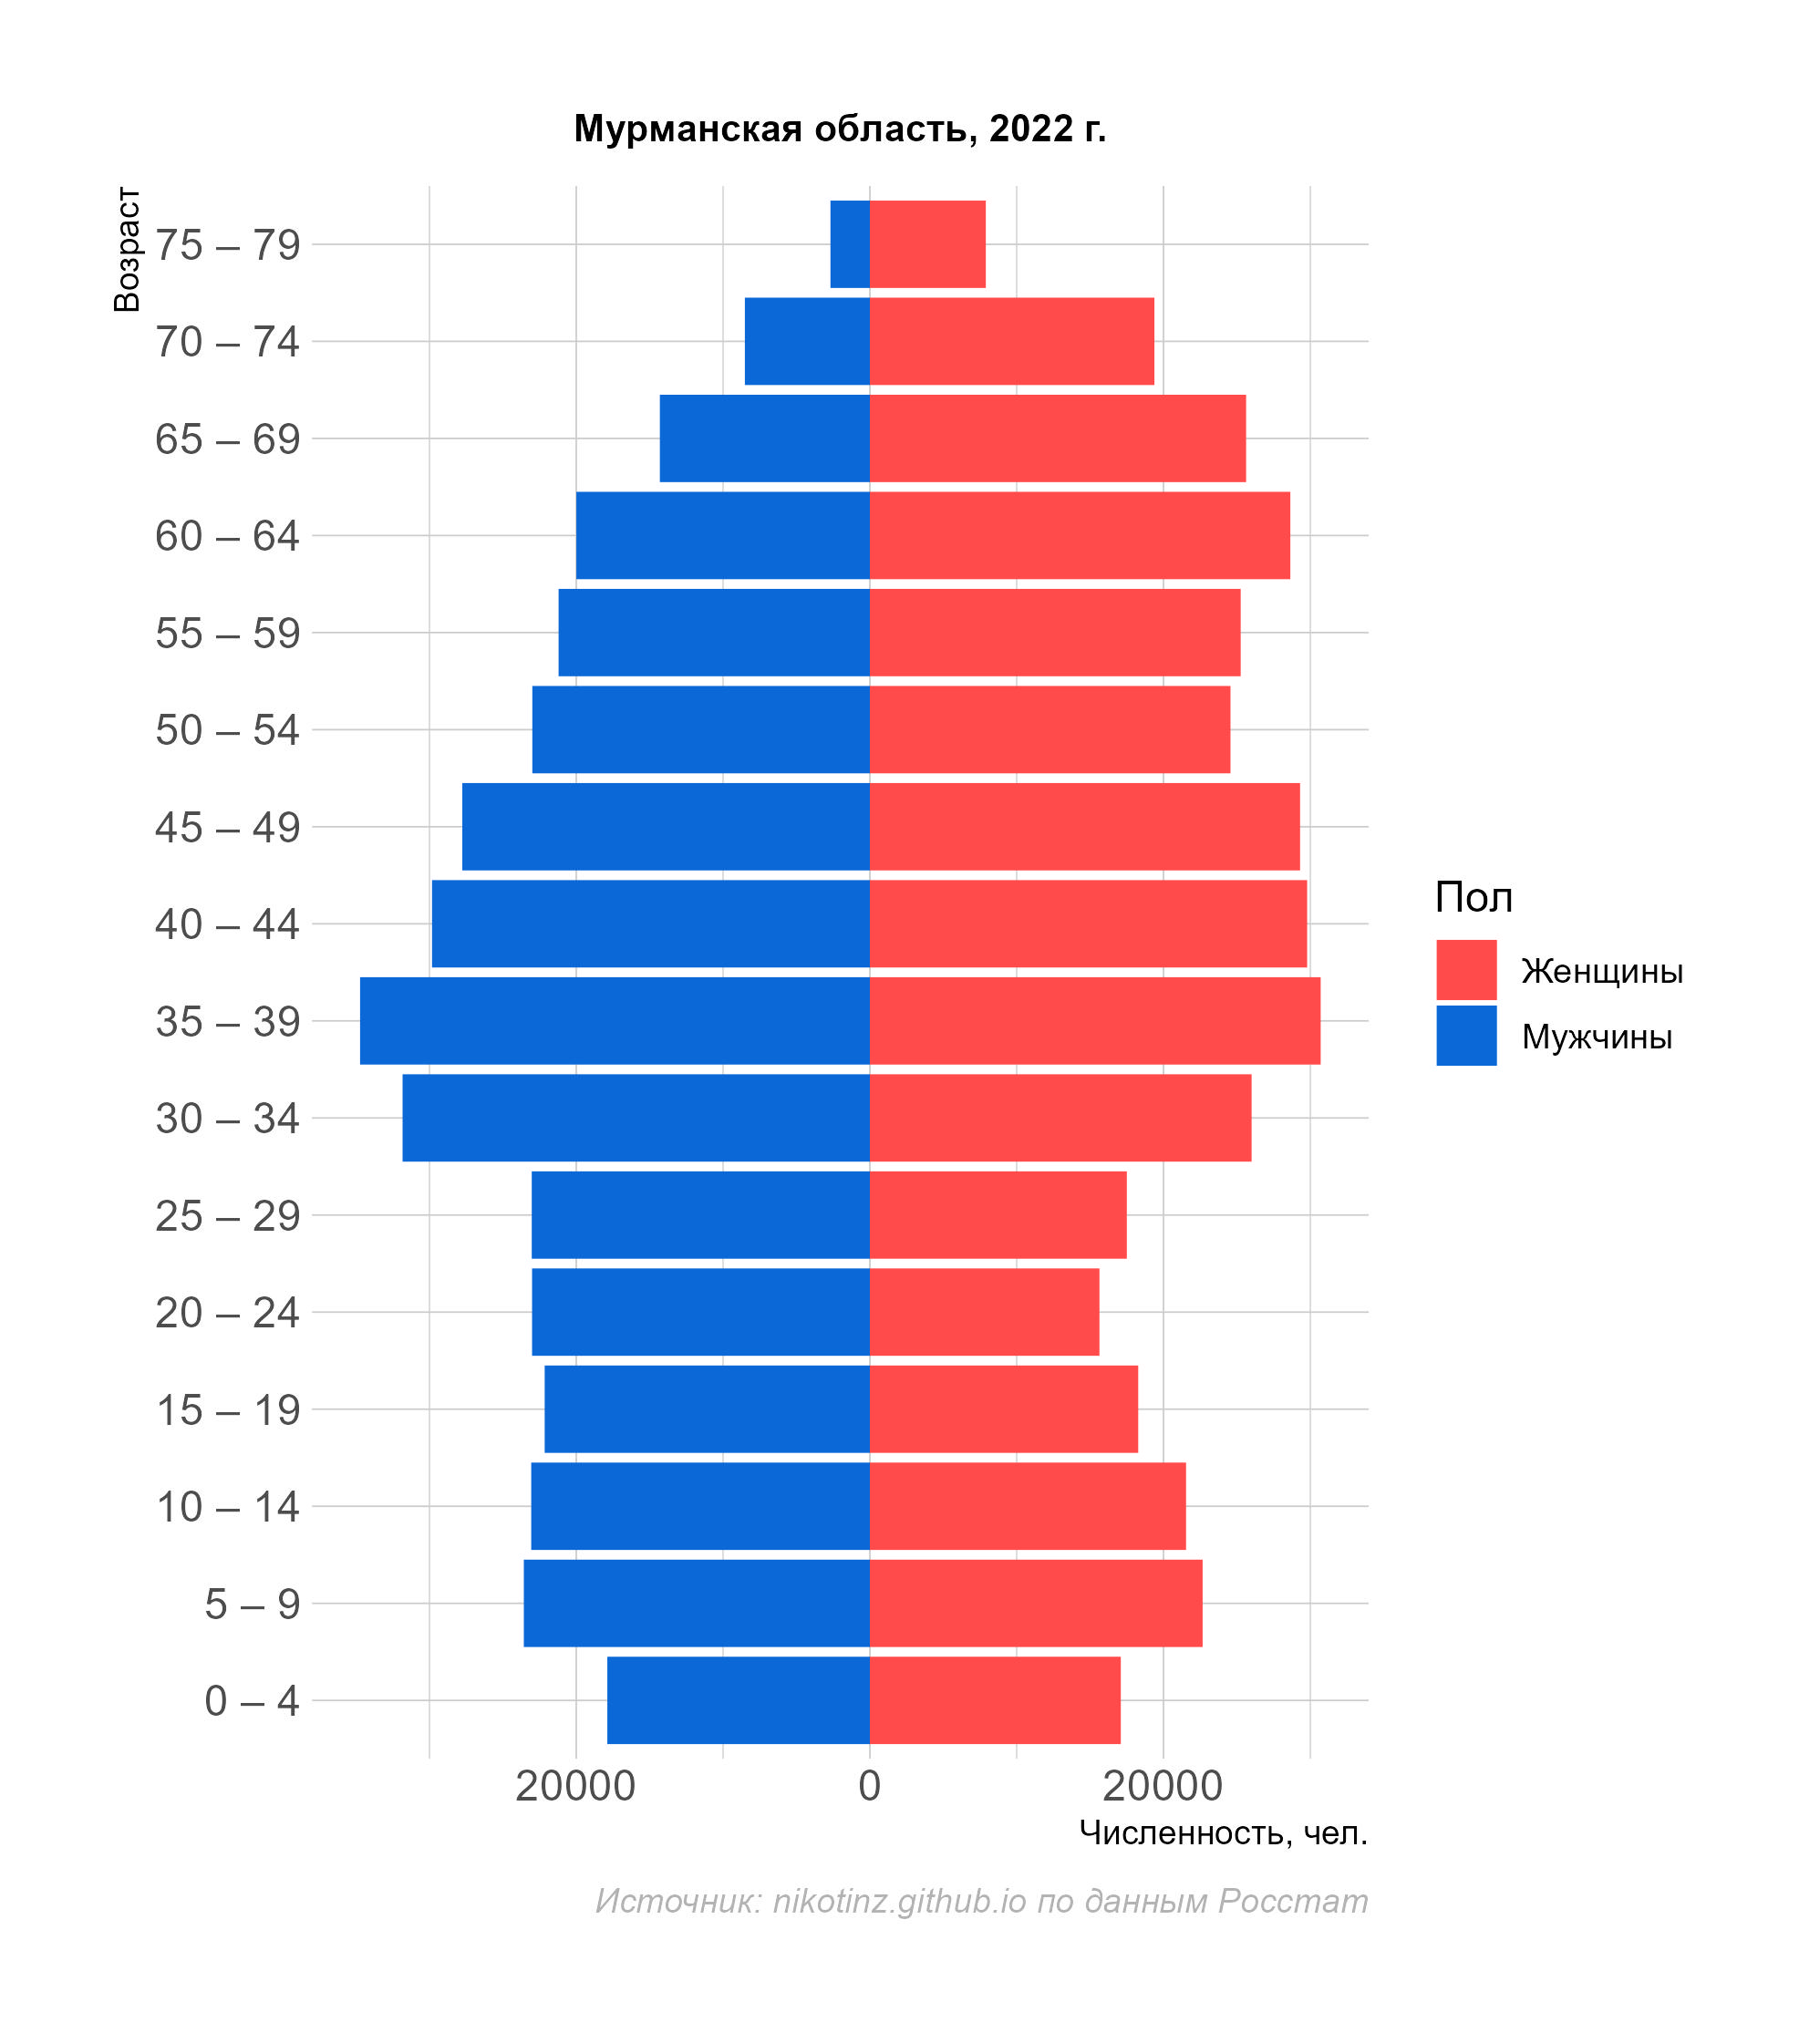 Мурманская область, 2022 г.
Возраст
75 – 79
70 – 74
65 – 69
60 – 64
55 – 59
50 – 54
45 – 49
40 – 44
35 – 39
30 – 34
25 – 29
20 – 24
15 – 19
10 – 14
5 – 9
0 – 4
20000 0 20000
Численность, чел.
Пол
Женщины
Мужчины
Источник: nikotinz.github.io по данным Росстат